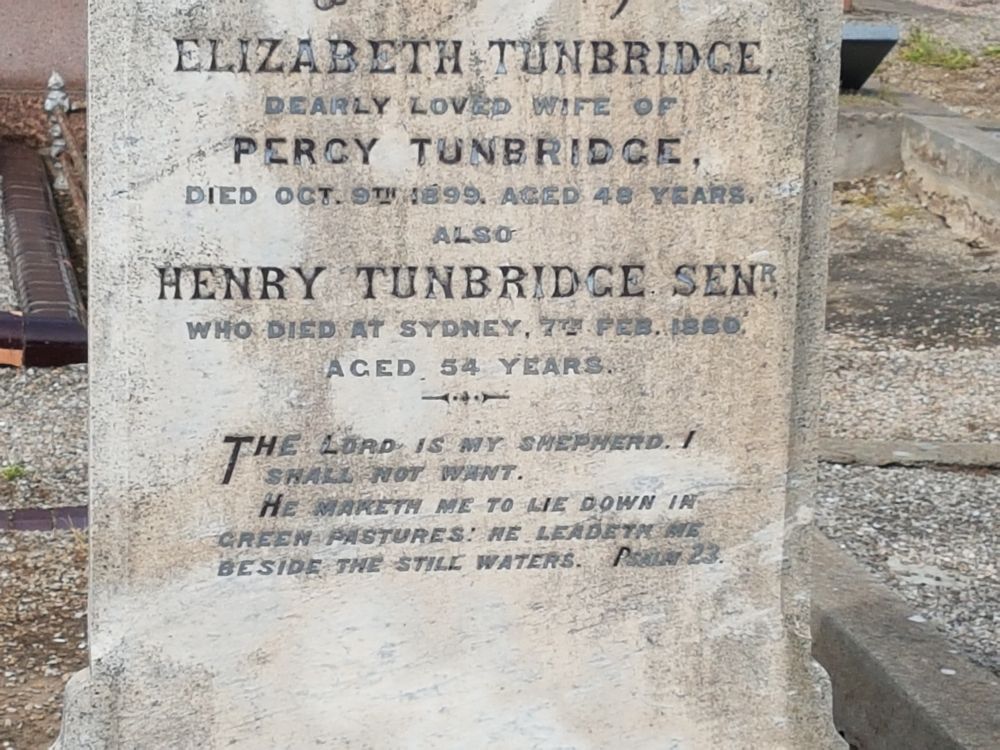 ELIZABETH TUNBRIDGE,
DEARLY LOVED WIFE OF
PERCY TUNBRIDGE,
DIED OCT. 9TH 1899. AGED 48 YEARS.
ALSO
HENRY TUNBRIDGE SENR,
WHO DIED AT SYDNEY, 7TH FEB. 1880.
AGED 54 YEARS.
THE LORD IS MY SHEPHERD. I
SHALL NOT WANT.
HE MAKETH ME TO LIE DOWN IN
GREEN PASTURES: HE LEADETH ME
BESIDE THE STILL WATERS. PSALM 23.